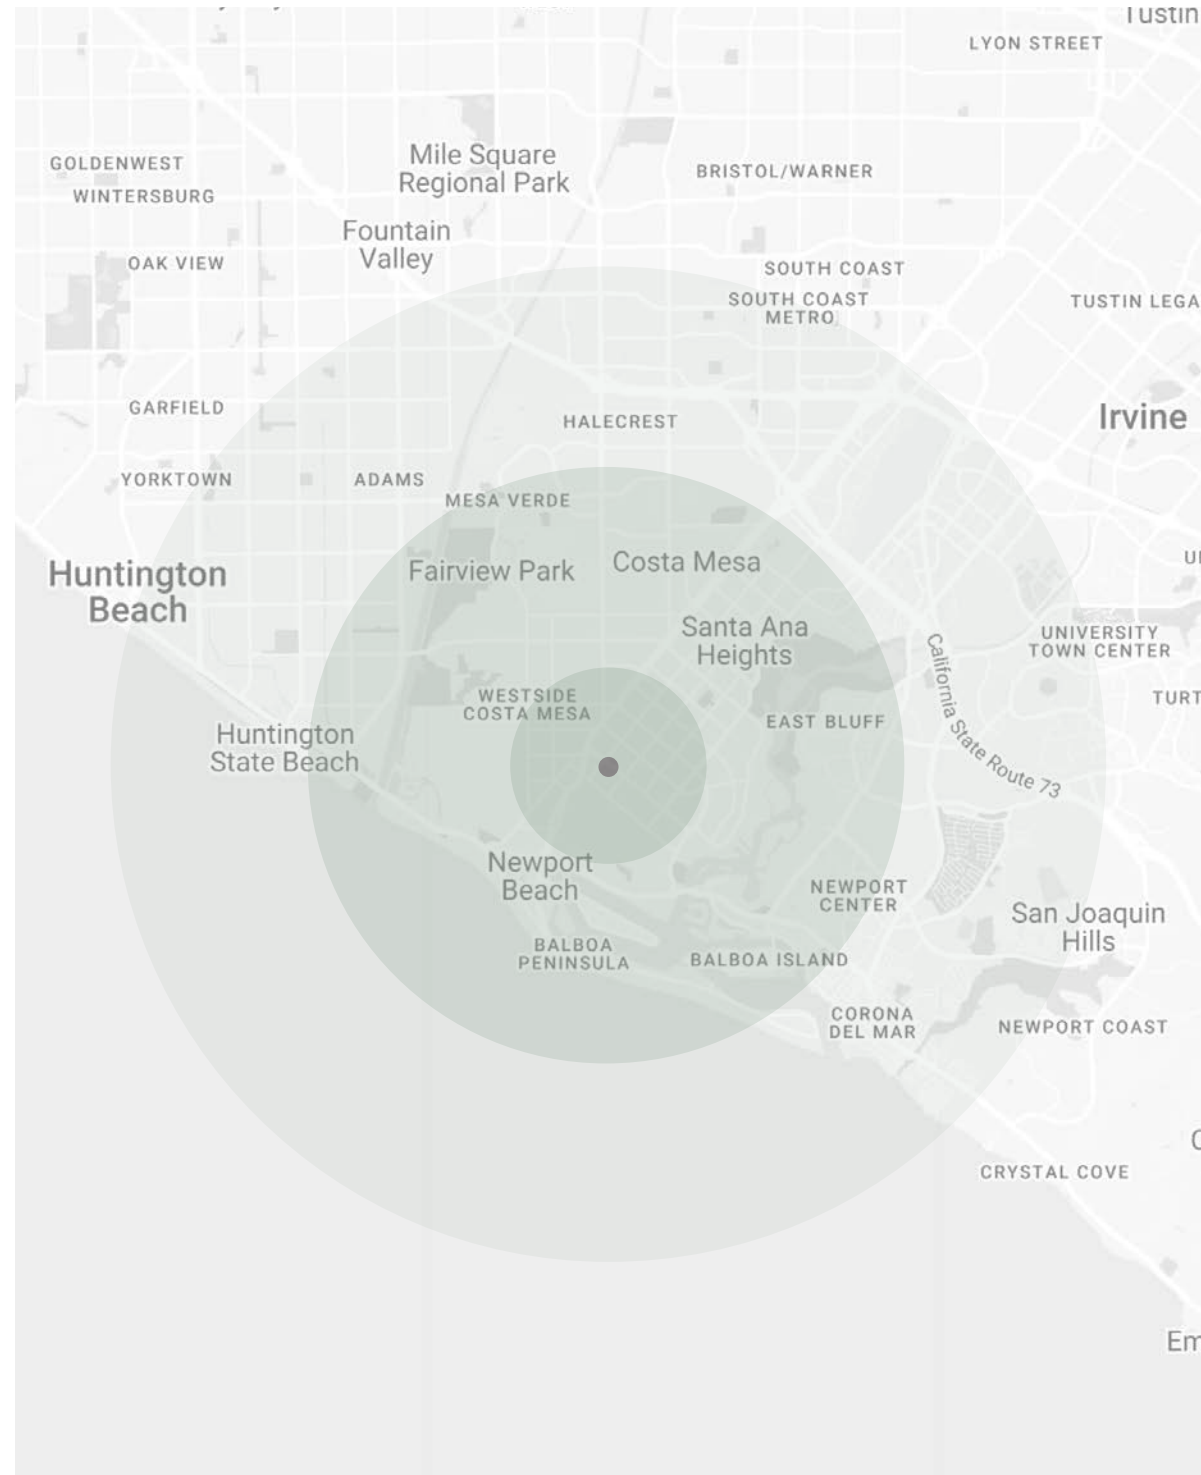 Tustin
LYON STREET
GOLDENWEST
Mile Square
Regional Park
BRISTOL/WARNER
WINTERSBURG
Fountain
Valley
OAK VIEW
SOUTH COAST
SOUTH COAST
METRO
TUSTIN LEGA
GARFIELD
HALECREST
Irvine
YORKTOWN
ADAMS
MESA VERDE
Huntington
Beach
Fairview Park
Costa Mesa
Santa Ana
Heights
UNIVERSITY
TOWN CENTER
California State Route 73
WESTSIDE
COSTA MESA
EAST BLUFF
TURT
Huntington
State Beach
Newport
Beach
NEWPORT
CENTER
San Joaquin
Hills
BALBOA
PENINSULA
BALBOA ISLAND
CORONA
DEL MAR
NEWPORT COAST
CRYSTAL COVE
Em